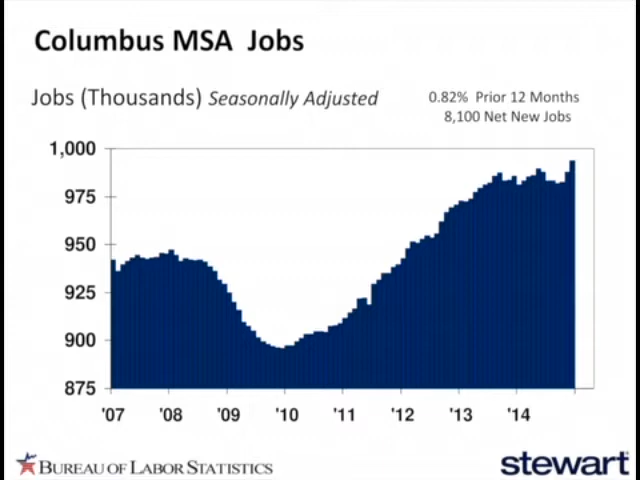 Columbus MSA Jobs
Jobs (Thousands) Seasonally Adjusted
0.82% Prior 12 Months
8,100 Net New Jobs
1,000
975
950
925
900
875
'07 '08 '09 '10 '11 '12 '13 '14
BUREAU OF LABOR STATISTICS
stewart